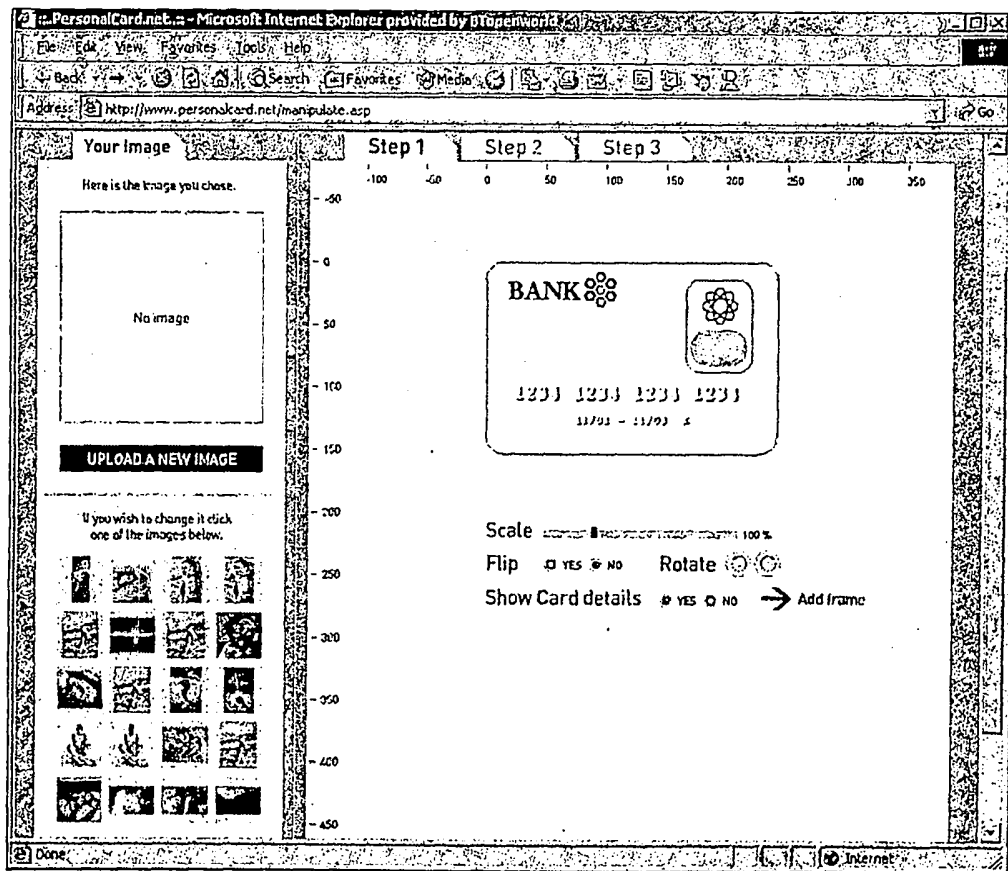 ::.PersonalCard.net.:: - Microsoft Internet Explorer provided by BTopenworld
File Edit View Favorites Tools Help
Back Search Favorites Media
Address http://www.personalcard.net/manipulate.asp Go
Your Image
Here is the image you chose.
No image
UPLOAD A NEW IMAGE
If you wish to change it click
one of the images below.
Step 1 Step 2 Step 3
-100 -50 0 50 100 150 200 250 300 350
-50
0
50
100
150
200
250
300
350
400
450
BANK
1234 1234 1234 1234
Scale 100 %
Flip YES NO Rotate
Show Card details YES NO Add frame
Done Internet